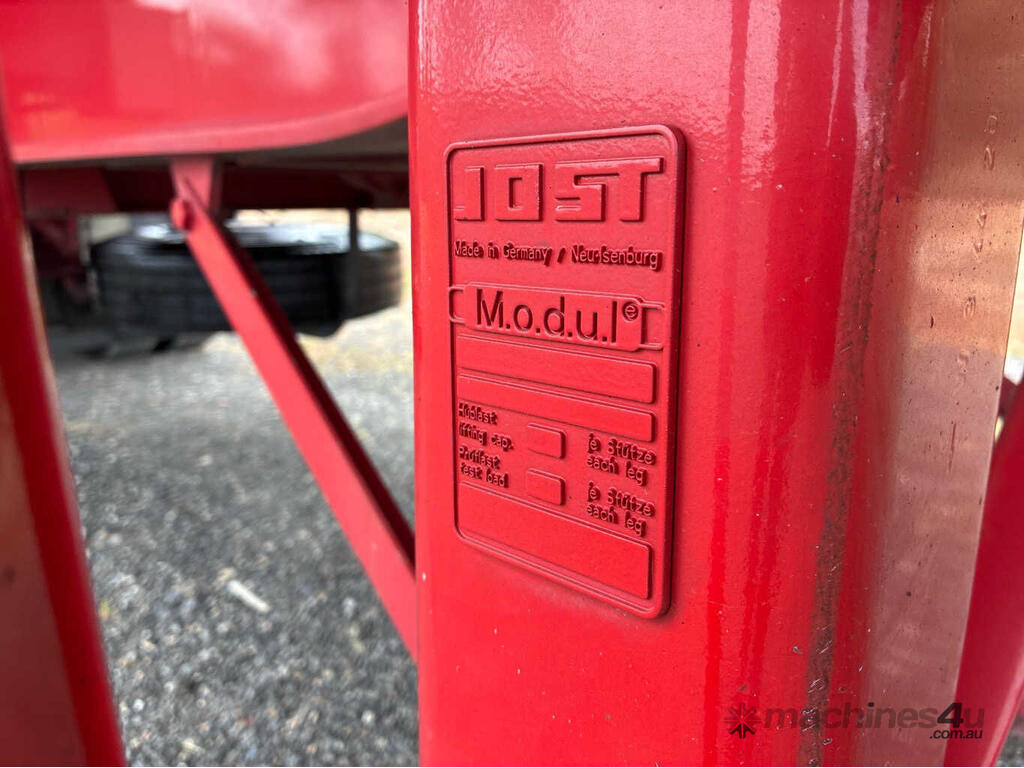 JOST
Made in Germany / Neu-Isenburg
M.o.d.u.l®
Hublast
lifting cap.
je Stütze
each leg
Prüflast
test load
je Stütze
each leg
machines4u
.com.au